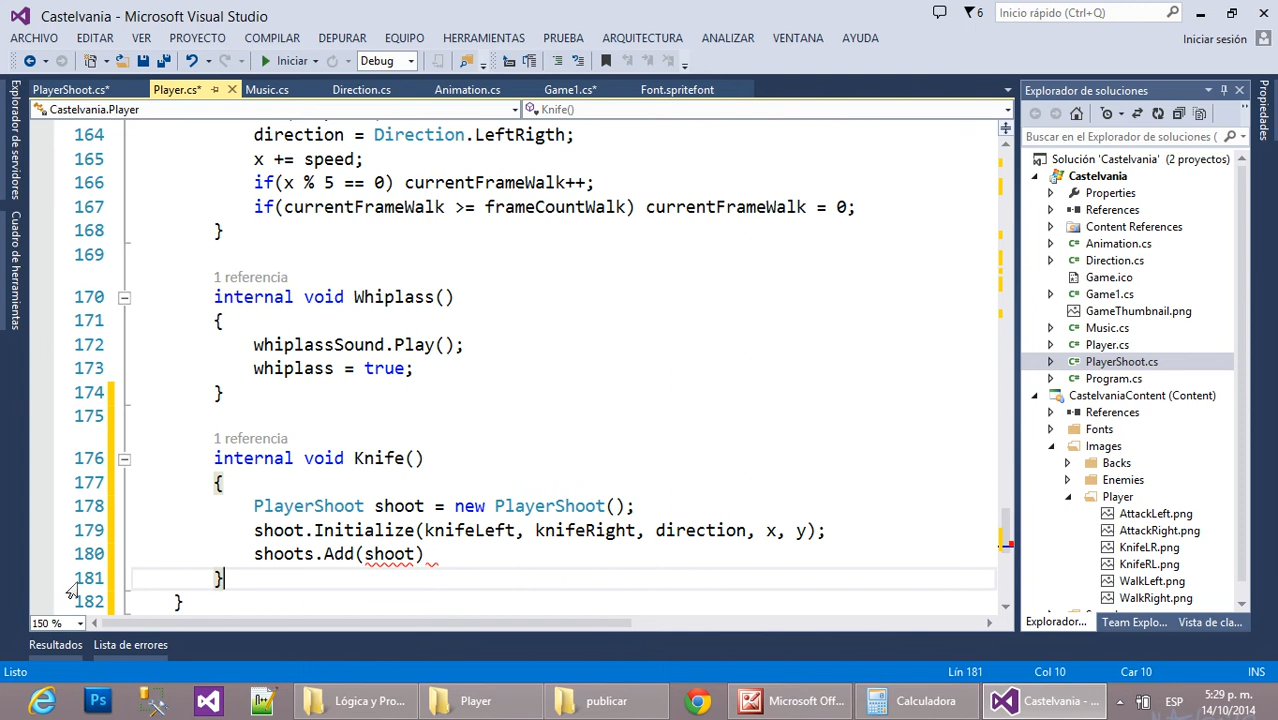 Castelvania - Microsoft Visual Studio
6
Inicio rápido (Ctrl+Q)
ARCHIVO EDITAR VER PROYECTO COMPILAR DEPURAR EQUIPO HERRAMIENTAS PRUEBA ARQUITECTURA ANALIZAR VENTANA AYUDA
Iniciar sesión
Iniciar Debug
PlayerShoot.cs* Player.cs* Music.cs Direction.cs Animation.cs Game1.cs* Font.spritefont
Castelvania.Player Knife()
164 direction = Direction.LeftRigth;
165 x += speed;
166 if(x % 5 == 0) currentFrameWalk++;
167 if(currentFrameWalk >= frameCountWalk) currentFrameWalk = 0;
168 }
169
1 referencia
170 internal void Whiplass()
171 {
172 whiplassSound.Play();
173 whiplass = true;
174 }
175
1 referencia
176 internal void Knife()
177 {
178 PlayerShoot shoot = new PlayerShoot();
179 shoot.Initialize(knifeLeft, knifeRight, direction, x, y);
180 shoots.Add(shoot)
181 }
182 }
150 %
Explorador de servidores
Cuadro de herramientas
Explorador de soluciones
Buscar en el Explorador de soluciones (
Solución 'Castelvania' (2 proyectos)
Castelvania
Properties
References
Content References
Animation.cs
Direction.cs
Game.ico
Game1.cs
GameThumbnail.png
Music.cs
Player.cs
PlayerShoot.cs
Program.cs
CastelvaniaContent (Content)
References
Fonts
Images
Backs
Enemies
Player
AttackLeft.png
AttackRight.png
KnifeLR.png
KnifeRL.png
WalkLeft.png
WalkRight.png
Explorador... Team Explo... Vista de cla...
Propiedades
Resultados Lista de errores
Listo Lín 181 Col 10 Car 10 INS
Ps Lógica y Pro... Player publicar Microsoft Off... Calculadora Castelvania - ... ESP
5:29 p. m.
14/10/2014